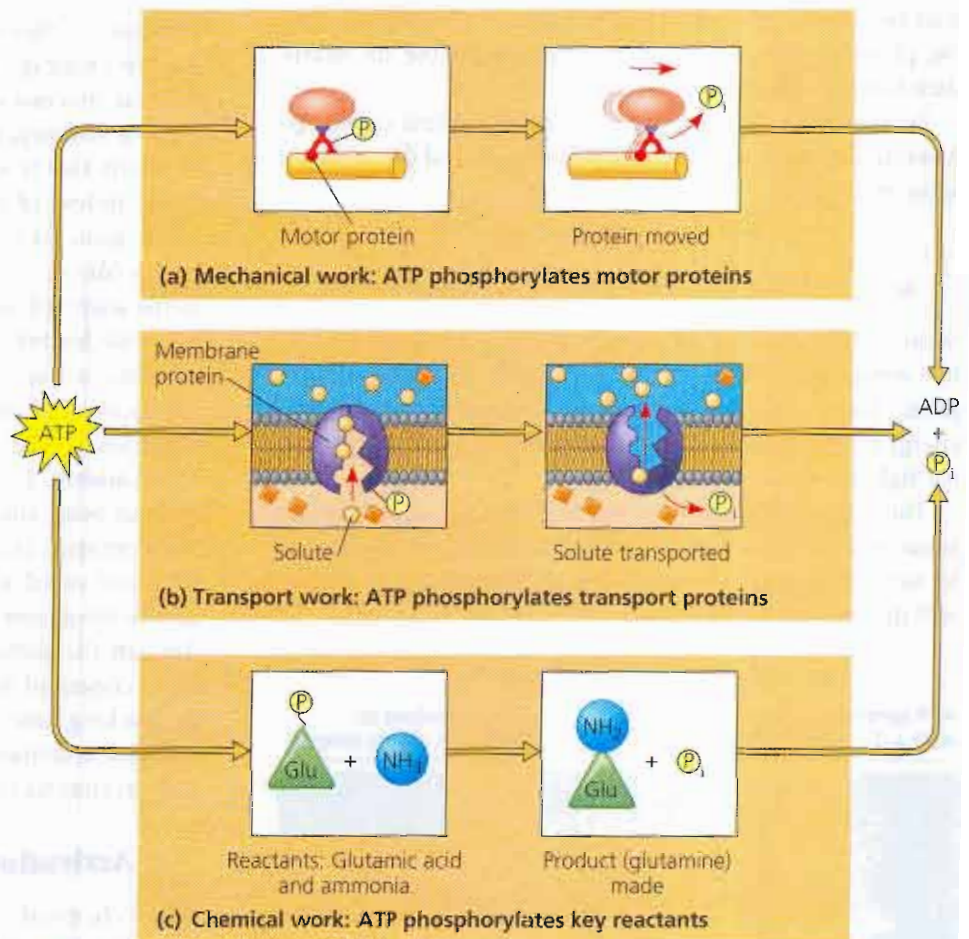 P
P i
Motor protein
Protein moved
(a) Mechanical work: ATP phosphorylates motor proteins
Membrane
protein
ATP
ADP
+
P i
P
P i
Solute
Solute transported
(b) Transport work: ATP phosphorylates transport proteins
P
Glu + NH3
NH2
Glu + P i
Reactants: Glutamic acid
and ammonia
Product (glutamine)
made
(c) Chemical work: ATP phosphorylates key reactants
Activatio